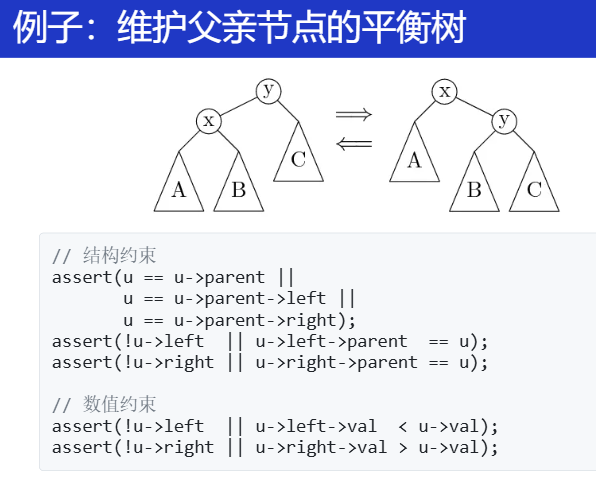 例子：维护父亲节点的平衡树
y x
x y
C A
A B B C
// 结构约束
assert(u == u->parent ||
       u == u->parent->left ||
       u == u->parent->right);
assert(!u->left  || u->left->parent  == u);
assert(!u->right || u->right->parent == u);
// 数值约束
assert(!u->left  || u->left->val  < u->val);
assert(!u->right || u->right->val > u->val);